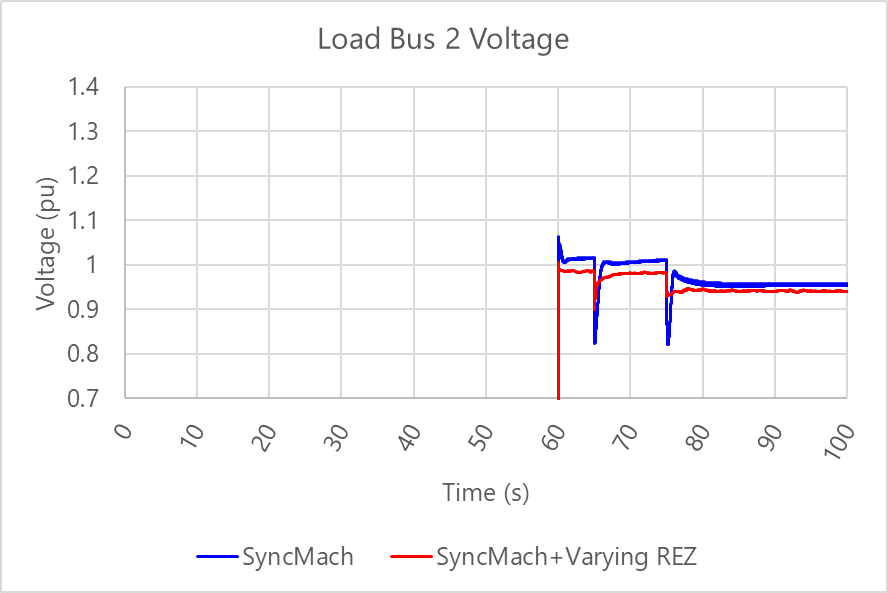 Load Bus 2 Voltage
1.4
1.3
1.2
1.1
1
0.9
0.8
0.7
Voltage (pu)
0 10 20 30 40 50 60 70 80 90 100
Time (s)
SyncMach SyncMach+Varying REZ